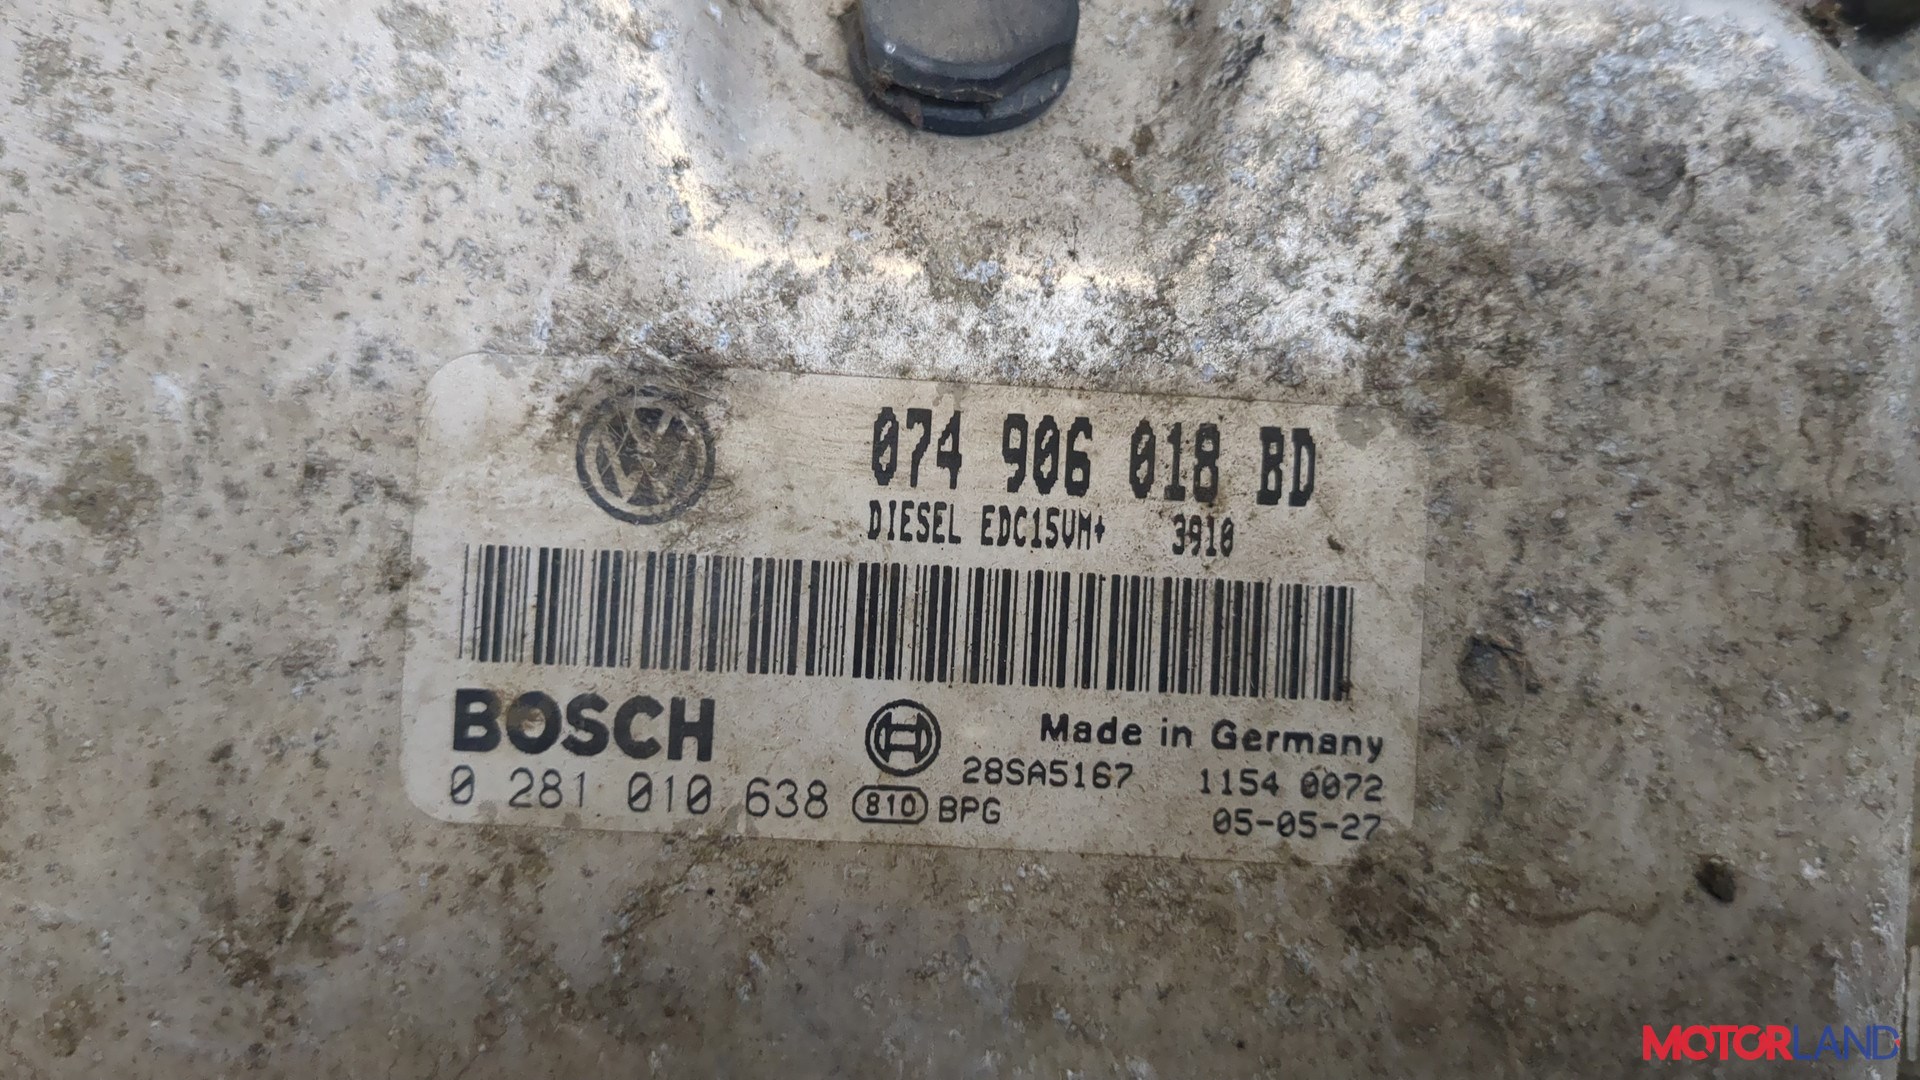 074 906 018 BD
DIESEL EDC15VM+ 3910
BOSCH
Made in Germany
28SA5167 1154 0072
0 281 010 638 810 BPG
05-05-27
MOTORLAND